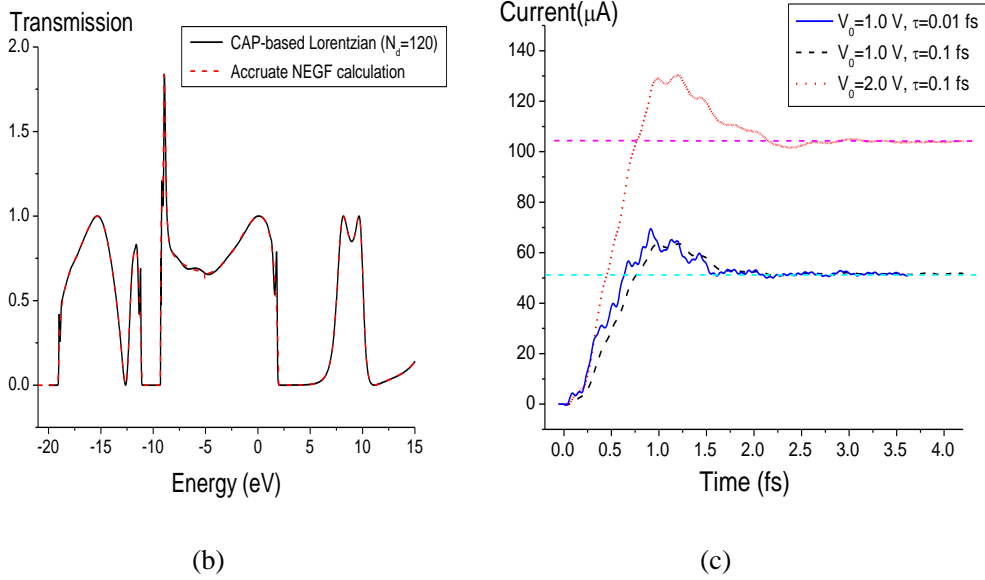 Transmission
CAP-based Lorentzian (N_d=120)
Accruate NEGF calculation
2.0
1.5
1.0
0.5
0.0
-20 -15 -10 -5 0 5 10 15
Energy (eV)
(b)
Current(μA)
V_0=1.0 V, τ=0.01 fs
V_0=1.0 V, τ=0.1 fs
V_0=2.0 V, τ=0.1 fs
140
120
100
80
60
40
20
0
0.0 0.5 1.0 1.5 2.0 2.5 3.0 3.5 4.0
Time (fs)
(c)